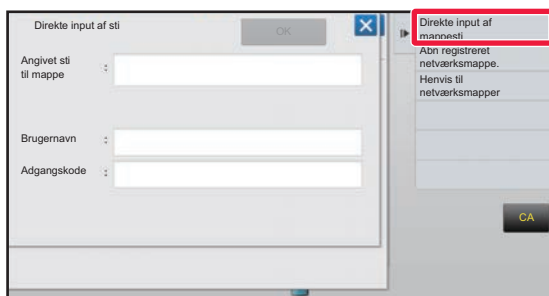 Direkte input af sti
OK
Angivet sti
til mappe :
Brugernavn :
Adgangskode :
Direkte input af
mappesti
Åbn registreret
netværksmappe.
Henvis til
netværksmapper
CA